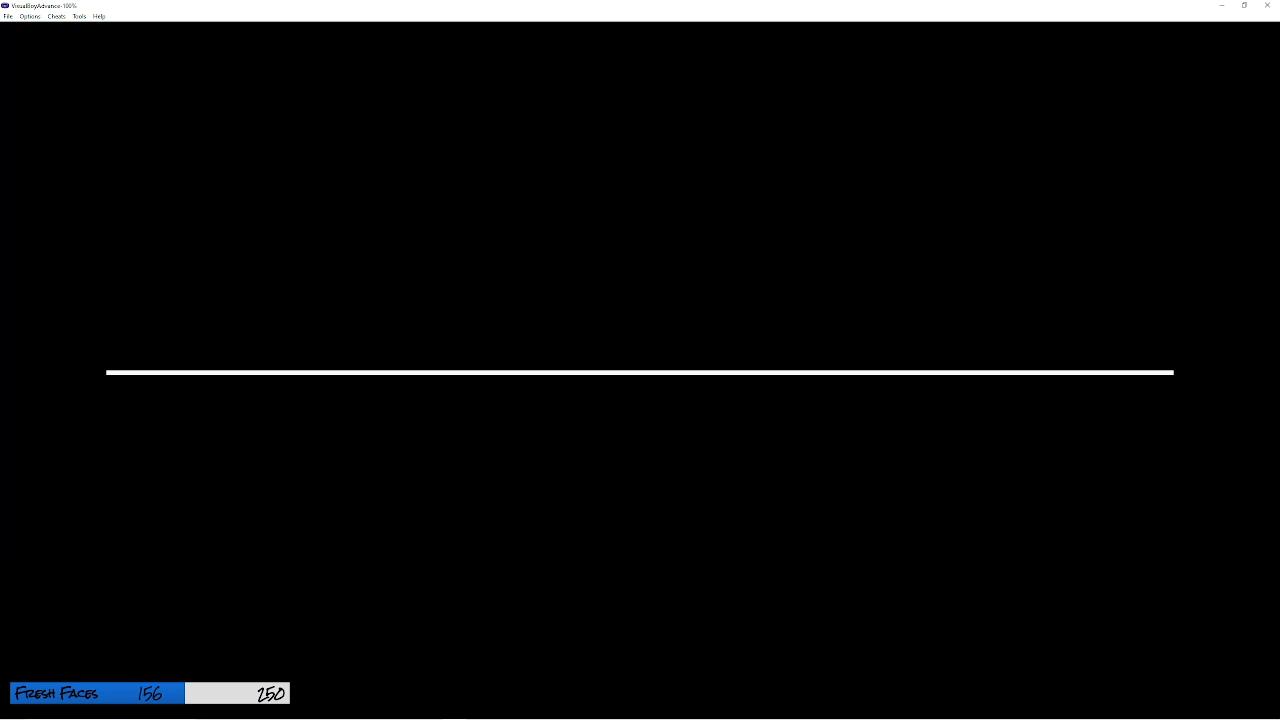 VisualBoyAdvance-100%
File Options Cheats Tools Help
Fresh Faces 156 250